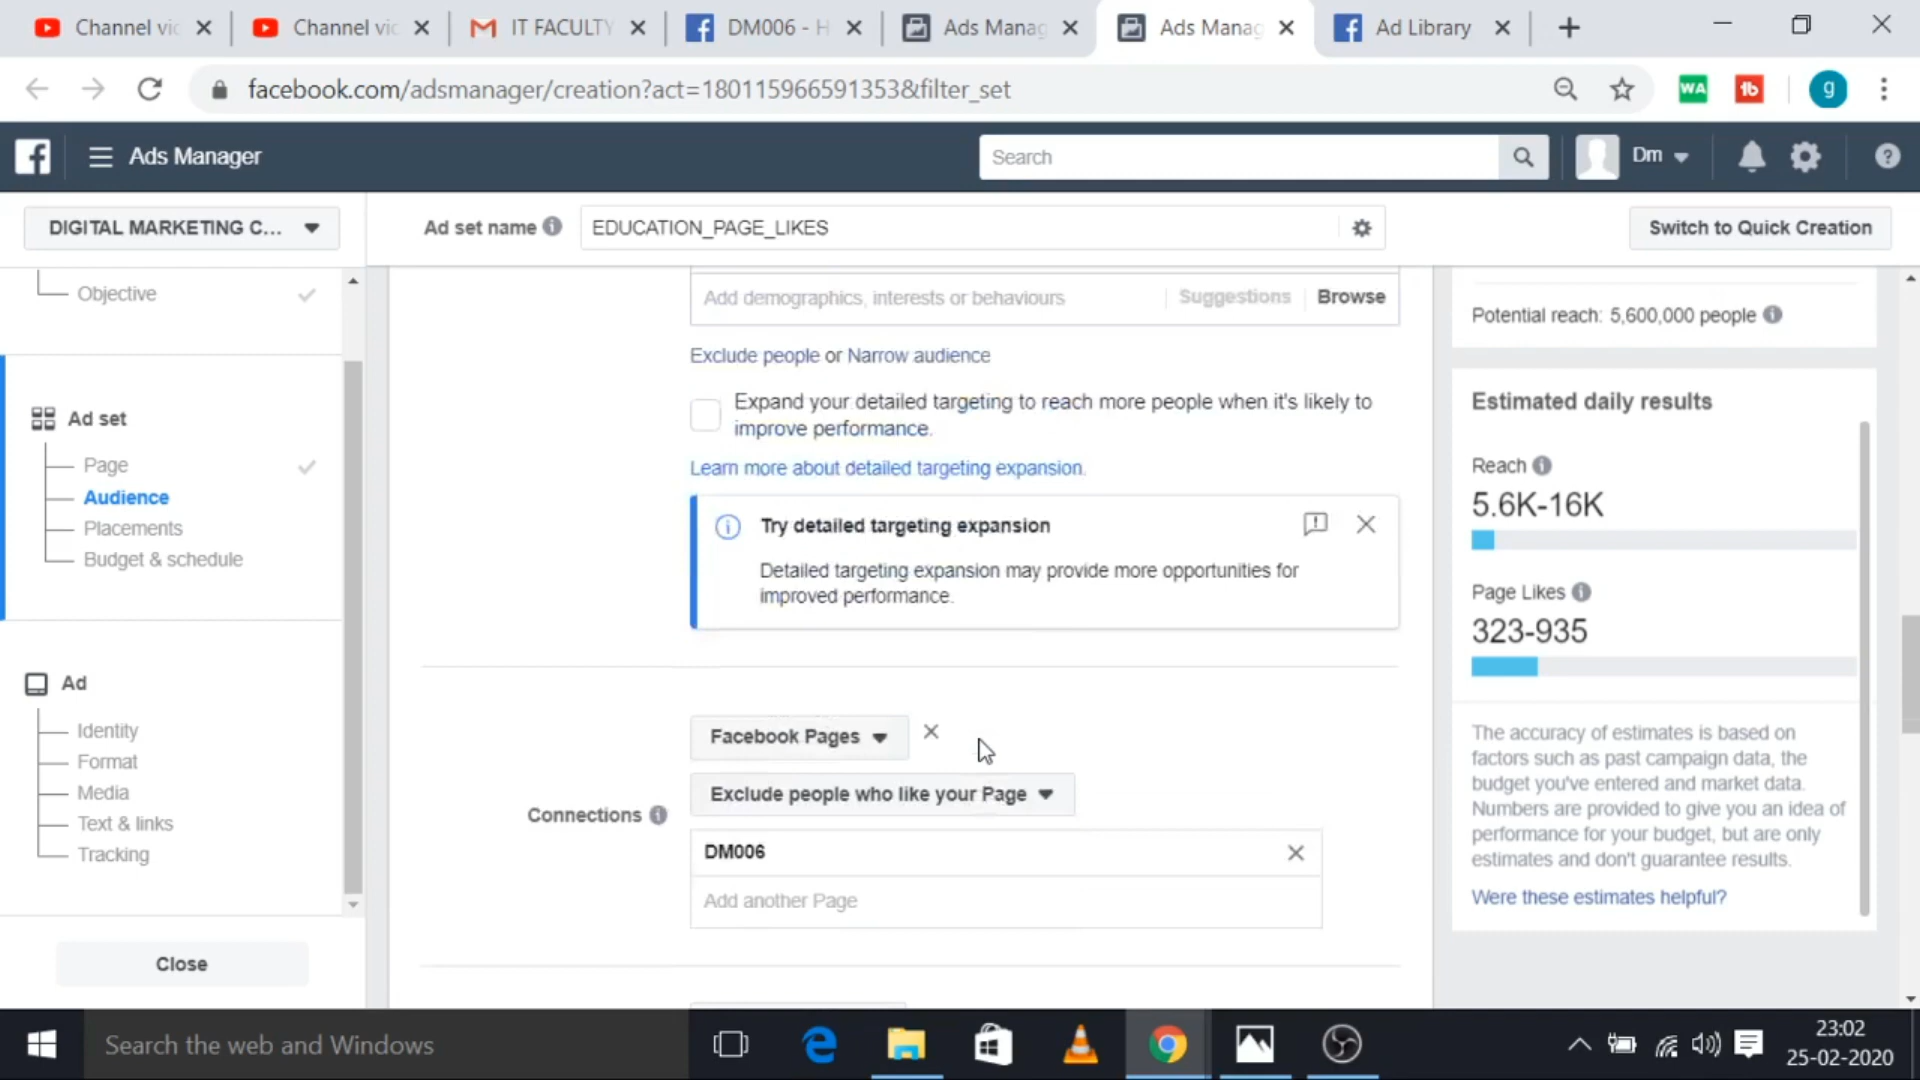 Channel vic
Channel vic
IT FACULTY
DM006 - H
Ads Manag
Ads Manag
Ad Library
facebook.com/adsmanager/creation?act=180115966591353&filter_set
WA
g
Ads Manager
Search
Dm
DIGITAL MARKETING C...
Ad set name
EDUCATION_PAGE_LIKES
Switch to Quick Creation
Objective
Ad set
Page
Audience
Placements
Budget & schedule
Ad
Identity
Format
Media
Text & links
Tracking
Close
Add demographics, interests or behaviours
Suggestions
Browse
Exclude people or Narrow audience
Expand your detailed targeting to reach more people when it's likely to
improve performance.
Learn more about detailed targeting expansion.
Try detailed targeting expansion
Detailed targeting expansion may provide more opportunities for
improved performance.
Facebook Pages
Exclude people who like your Page
Connections
DM006
Add another Page
Potential reach: 5,600,000 people
Estimated daily results
Reach
5.6K-16K
Page Likes
323-935
The accuracy of estimates is based on
factors such as past campaign data, the
budget you've entered and market data.
Numbers are provided to give you an idea of
performance for your budget, but are only
estimates and don't guarantee results.
Were these estimates helpful?
Search the web and Windows
23:02
25-02-2020